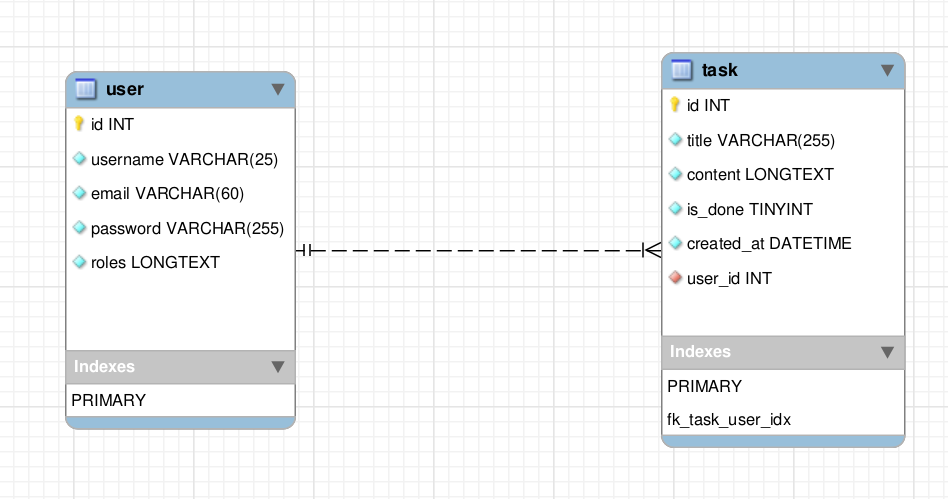 user
id INT
username VARCHAR(25)
email VARCHAR(60)
password VARCHAR(255)
roles LONGTEXT
Indexes
PRIMARY
task
id INT
title VARCHAR(255)
content LONGTEXT
is_done TINYINT
created_at DATETIME
user_id INT
Indexes
PRIMARY
fk_task_user_idx